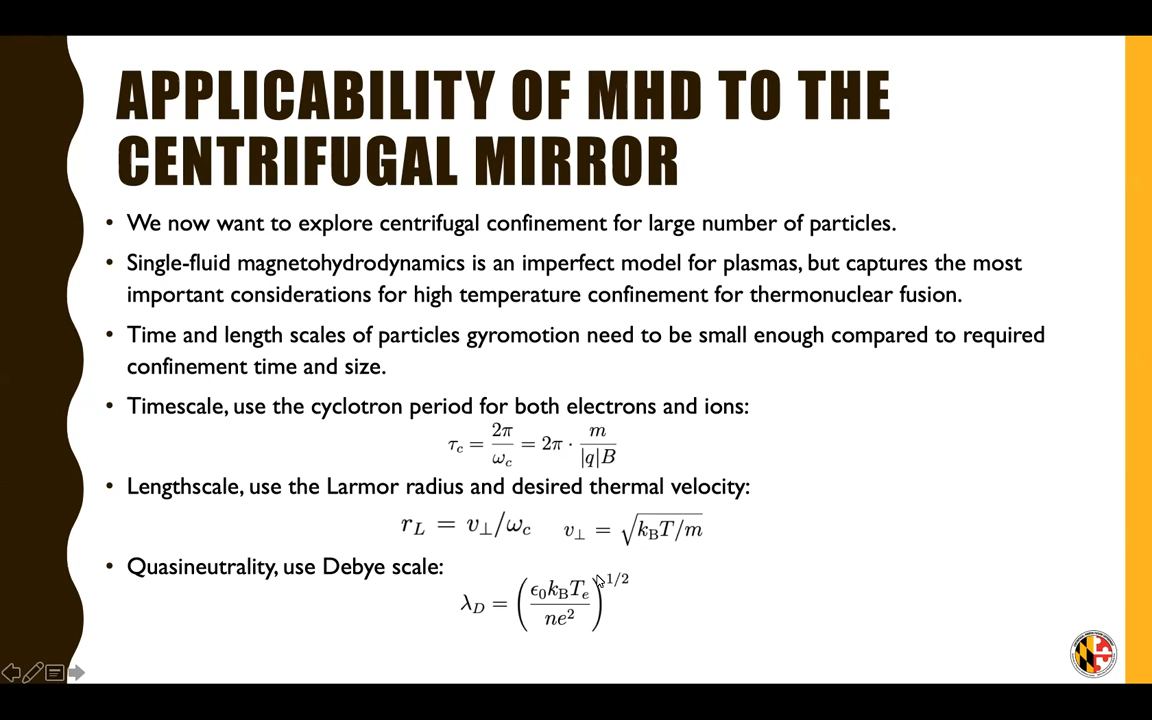 APPLICABILITY OF MHD TO THE
CENTRIFUGAL MIRROR
• We now want to explore centrifugal confinement for large number of particles.
• Single-fluid magnetohydrodynamics is an imperfect model for plasmas, but captures the most
important considerations for high temperature confinement for thermonuclear fusion.
• Time and length scales of particles gyromotion need to be small enough compared to required
confinement time and size.
• Timescale, use the cyclotron period for both electrons and ions:
τ_c = 2π/ω_c = 2π · m/(|q|B)
• Lengthscale, use the Larmor radius and desired thermal velocity:
r_L = v_⊥/ω_c   v_⊥ = √(k_B T/m)
• Quasineutrality, use Debye scale:
λ_D = (ϵ_0 k_B T_e / ne²)^{1/2}